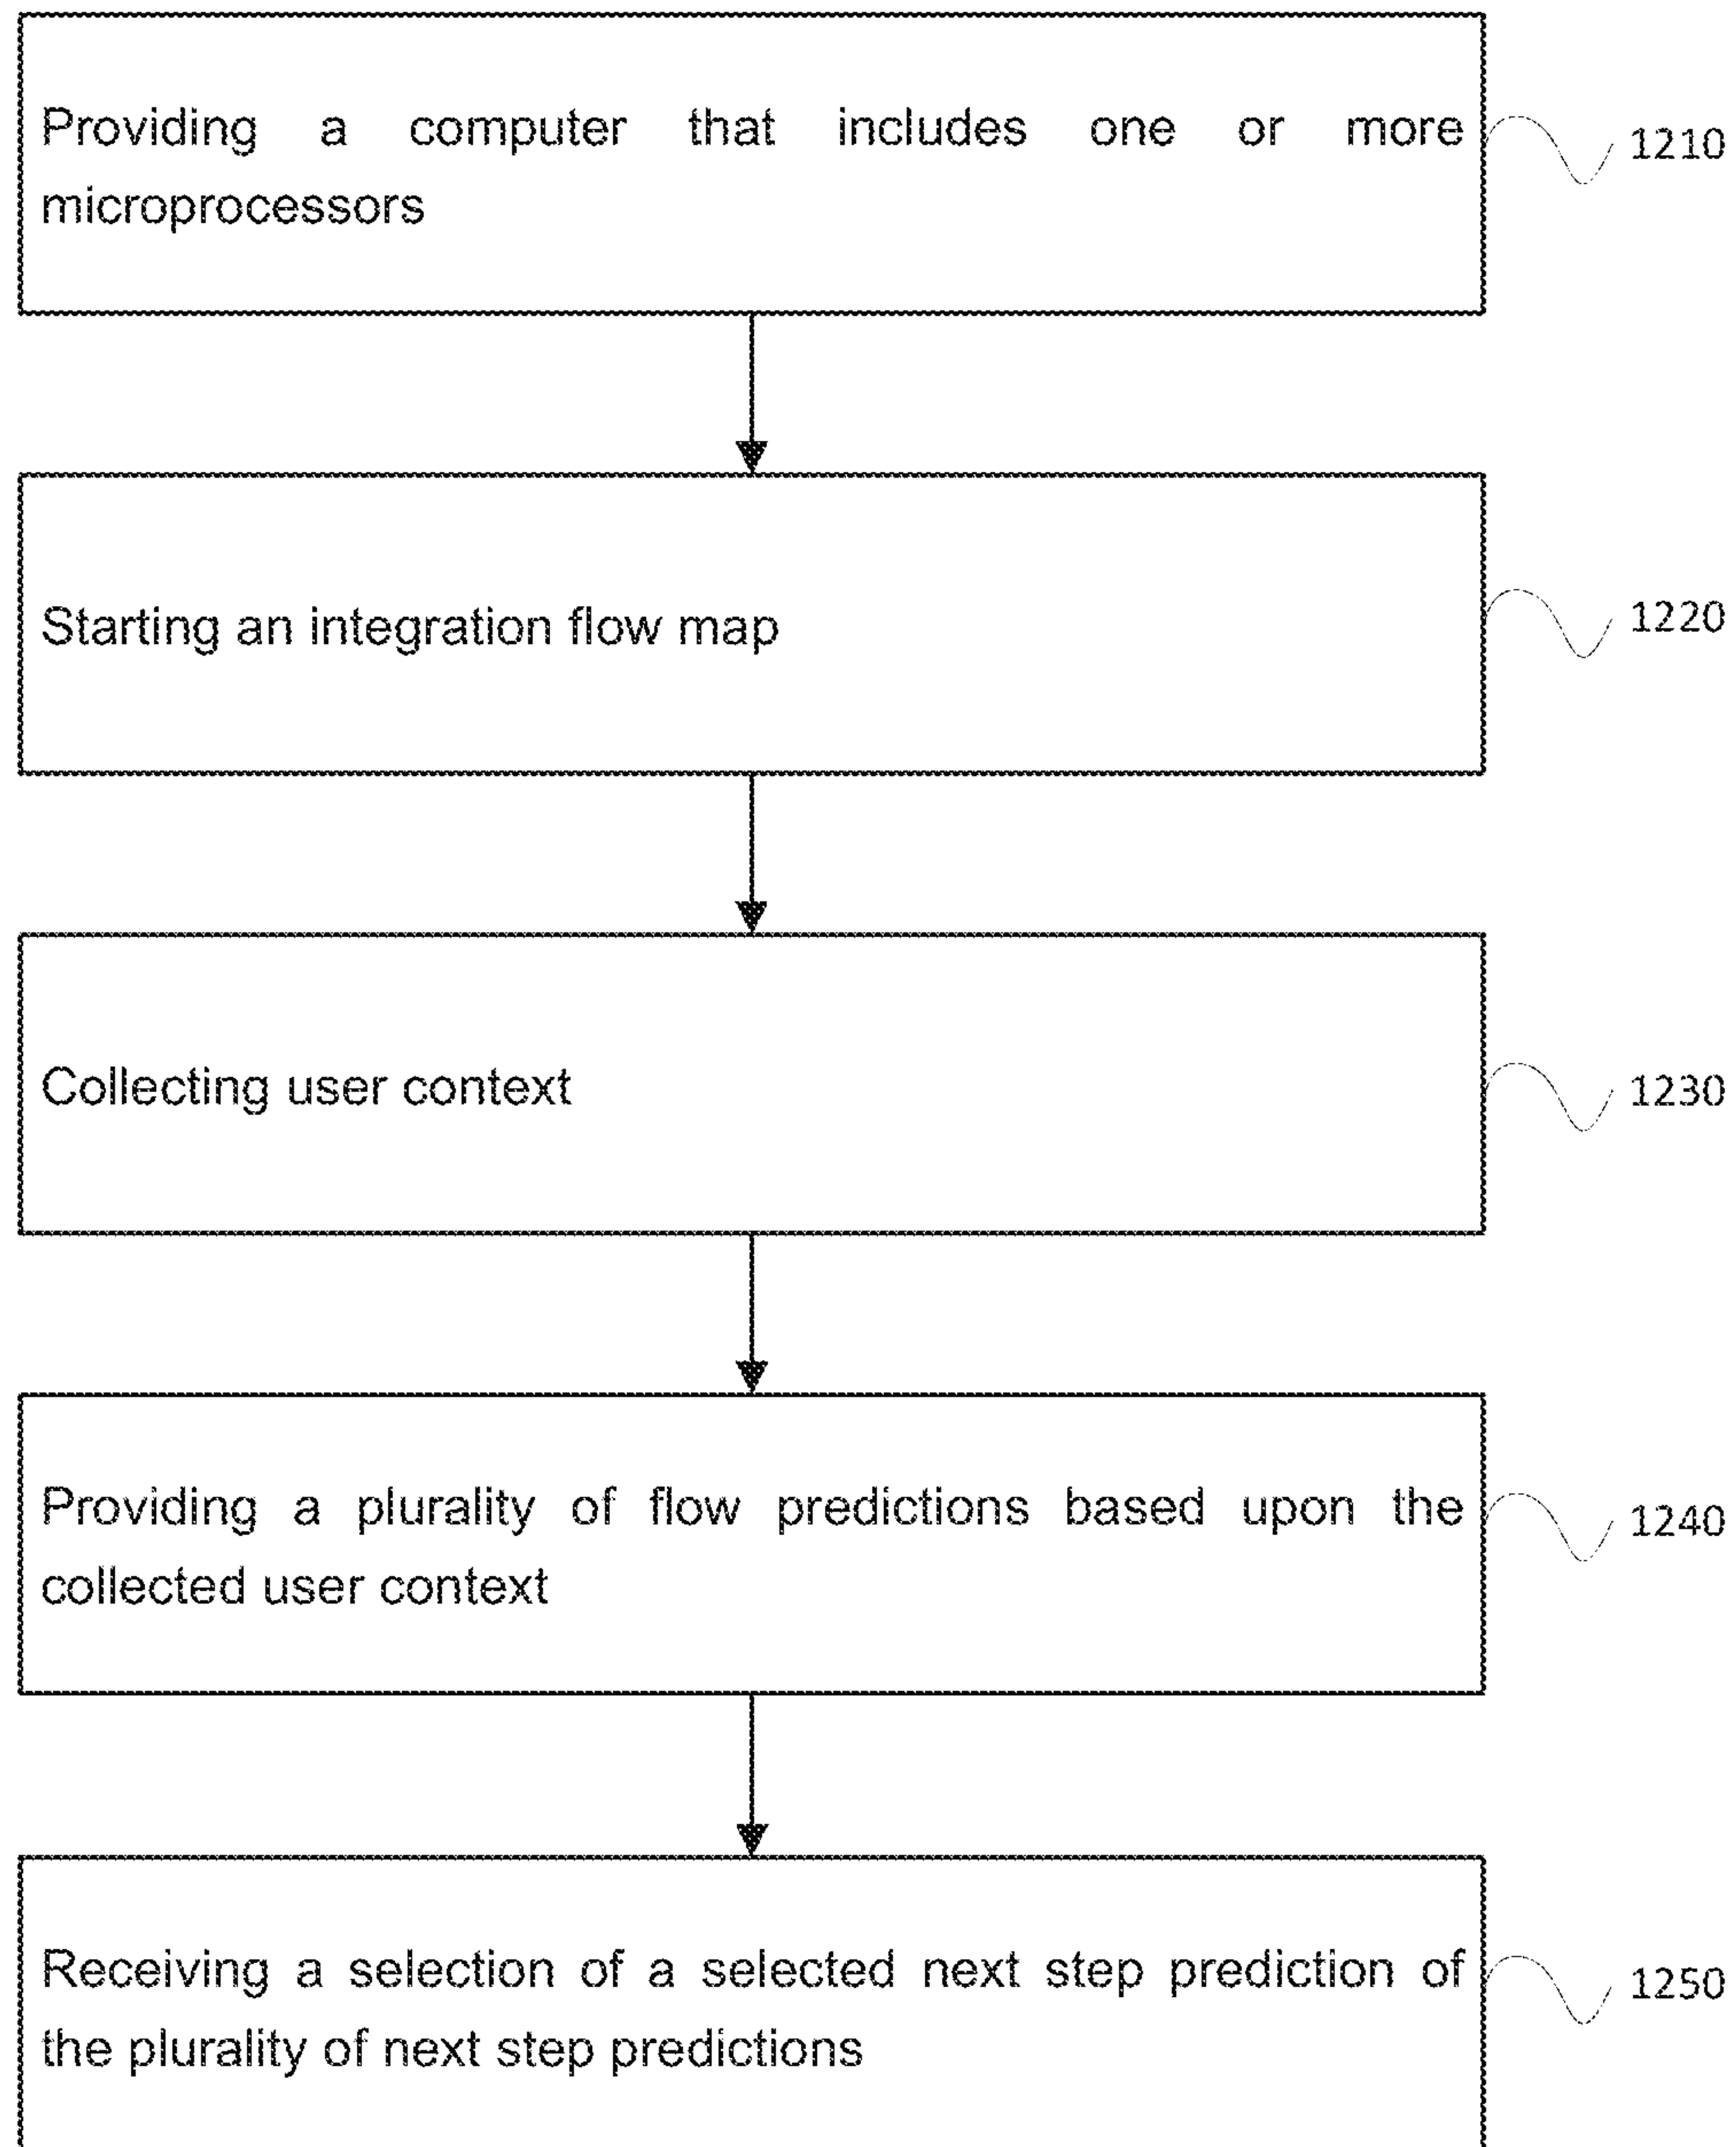 Providing a computer that includes one or more
microprocessors
1210
Starting an integration flow map
1220
Collecting user context
1230
Providing a plurality of flow predictions based upon the
collected user context
1240
Receiving a selection of a selected next step prediction of
the plurality of next step predictions
1250